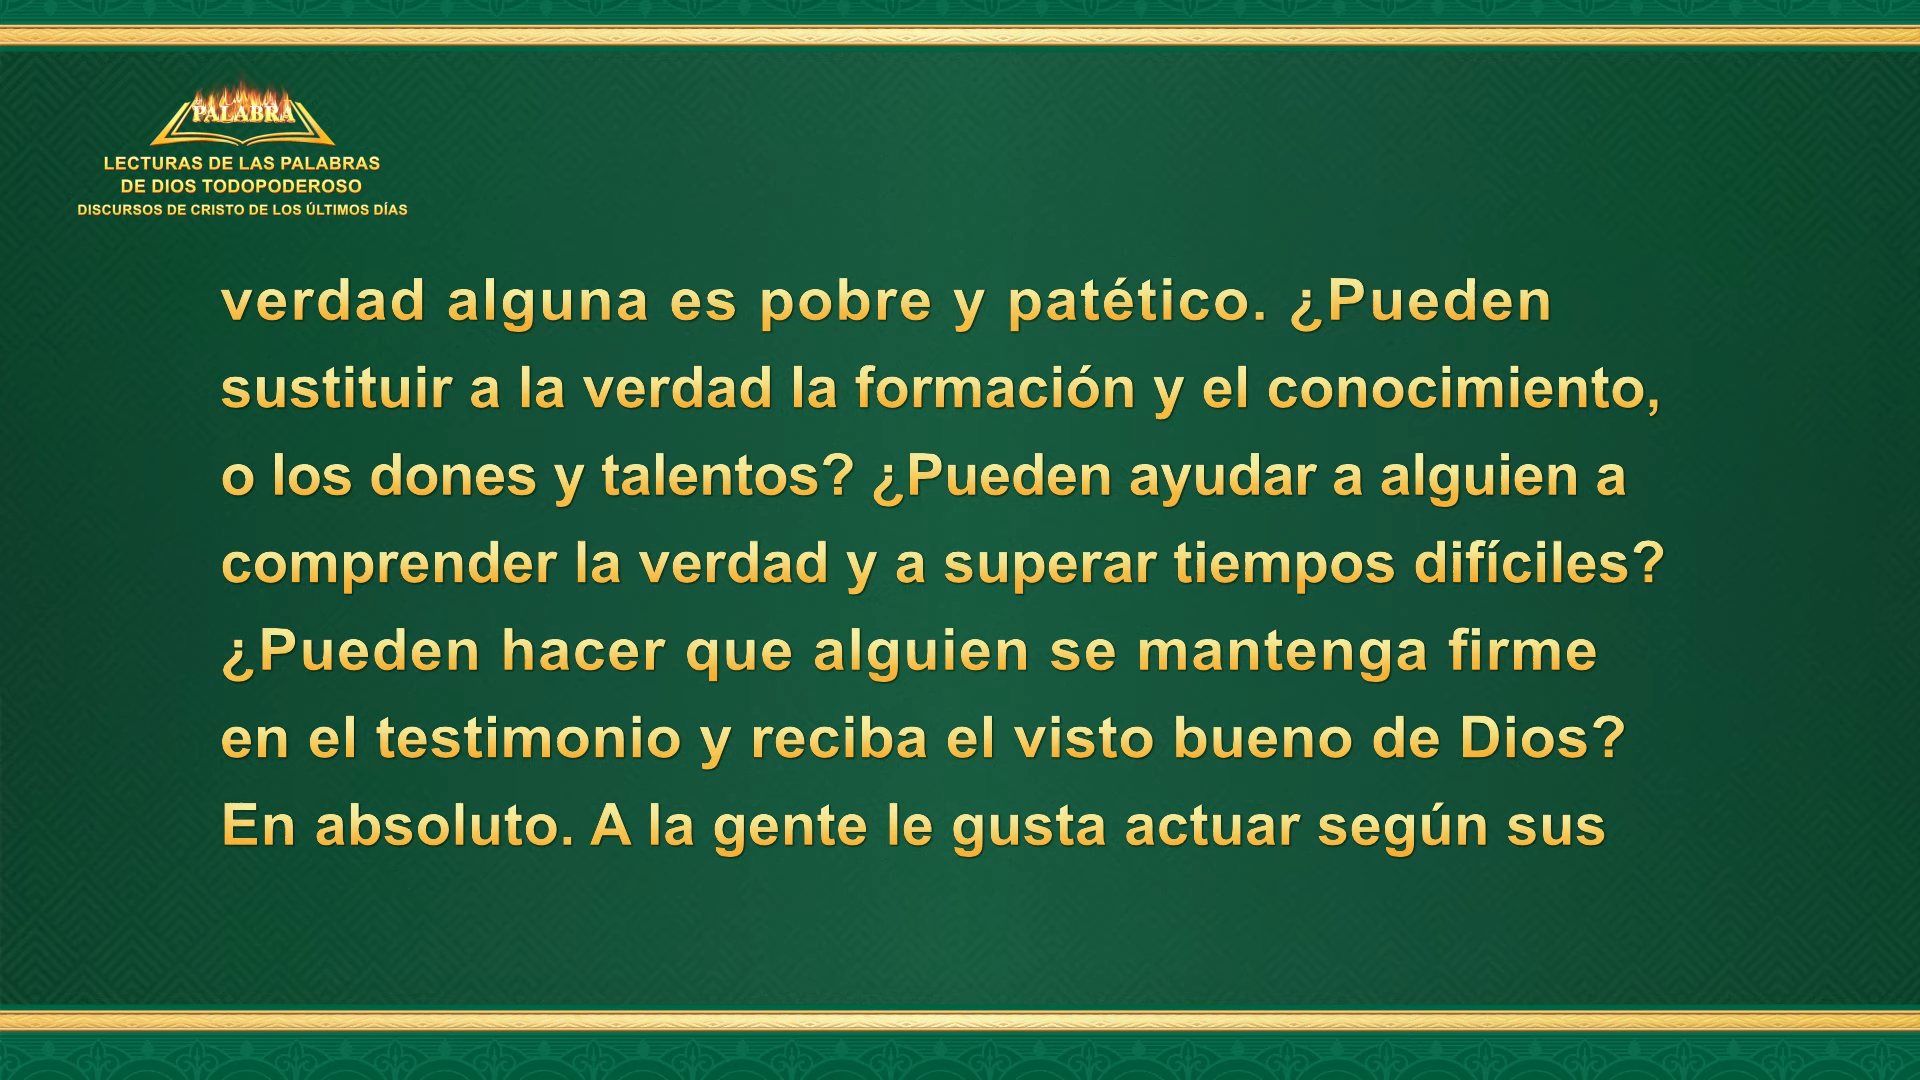 PALABRA
LECTURAS DE LAS PALABRAS
DE DIOS TODOPODEROSO
DISCURSOS DE CRISTO DE LOS ÚLTIMOS DÍAS
verdad alguna es pobre y patético. ¿Pueden
sustituir a la verdad la formación y el conocimiento,
o los dones y talentos? ¿Pueden ayudar a alguien a
comprender la verdad y a superar tiempos difíciles?
¿Pueden hacer que alguien se mantenga firme
en el testimonio y reciba el visto bueno de Dios?
En absoluto. A la gente le gusta actuar según sus